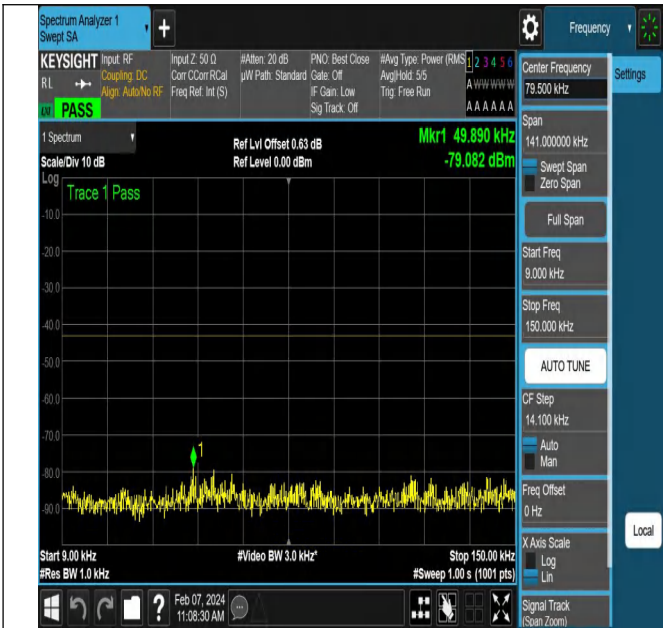 Spectrum Analyzer 1
Swept SA
Frequency
KEYSIGHT
RL
PASS
Input: RF
Coupling: DC
Align: Auto/No RF
Input Z: 50 Ω
Corr CCorr RCal
Freq Ref: Int (S)
#Atten: 20 dB
µW Path: Standard
PNO: Best Close
Gate: Off
IF Gain: Low
Sig Track: Off
#Avg Type: Power (RMS
Avg|Hold: 5/5
Trig: Free Run
1 2 3 4 5 6
A W W W W W
A A A A A A
1 Spectrum
Scale/Div 10 dB
Log
Ref Lvl Offset 0.63 dB
Ref Level 0.00 dBm
Mkr1 49.890 kHz
-79.082 dBm
Trace 1 Pass
-10.0
-20.0
-30.0
-40.0
-50.0
-60.0
-70.0
-80.0
-90.0
1
Start 9.00 kHz
#Res BW 1.0 kHz
#Video BW 3.0 kHz*
Stop 150.00 kHz
#Sweep 1.00 s (1001 pts)
Feb 07, 2024
11:08:30 AM
Center Frequency
79.500 kHz
Settings
Span
141.000000 kHz
Swept Span
Zero Span
Full Span
Start Freq
9.000 kHz
Stop Freq
150.000 kHz
AUTO TUNE
CF Step
14.100 kHz
Auto
Man
Freq Offset
0 Hz
X Axis Scale
Log
Lin
Local
Signal Track
(Span Zoom)